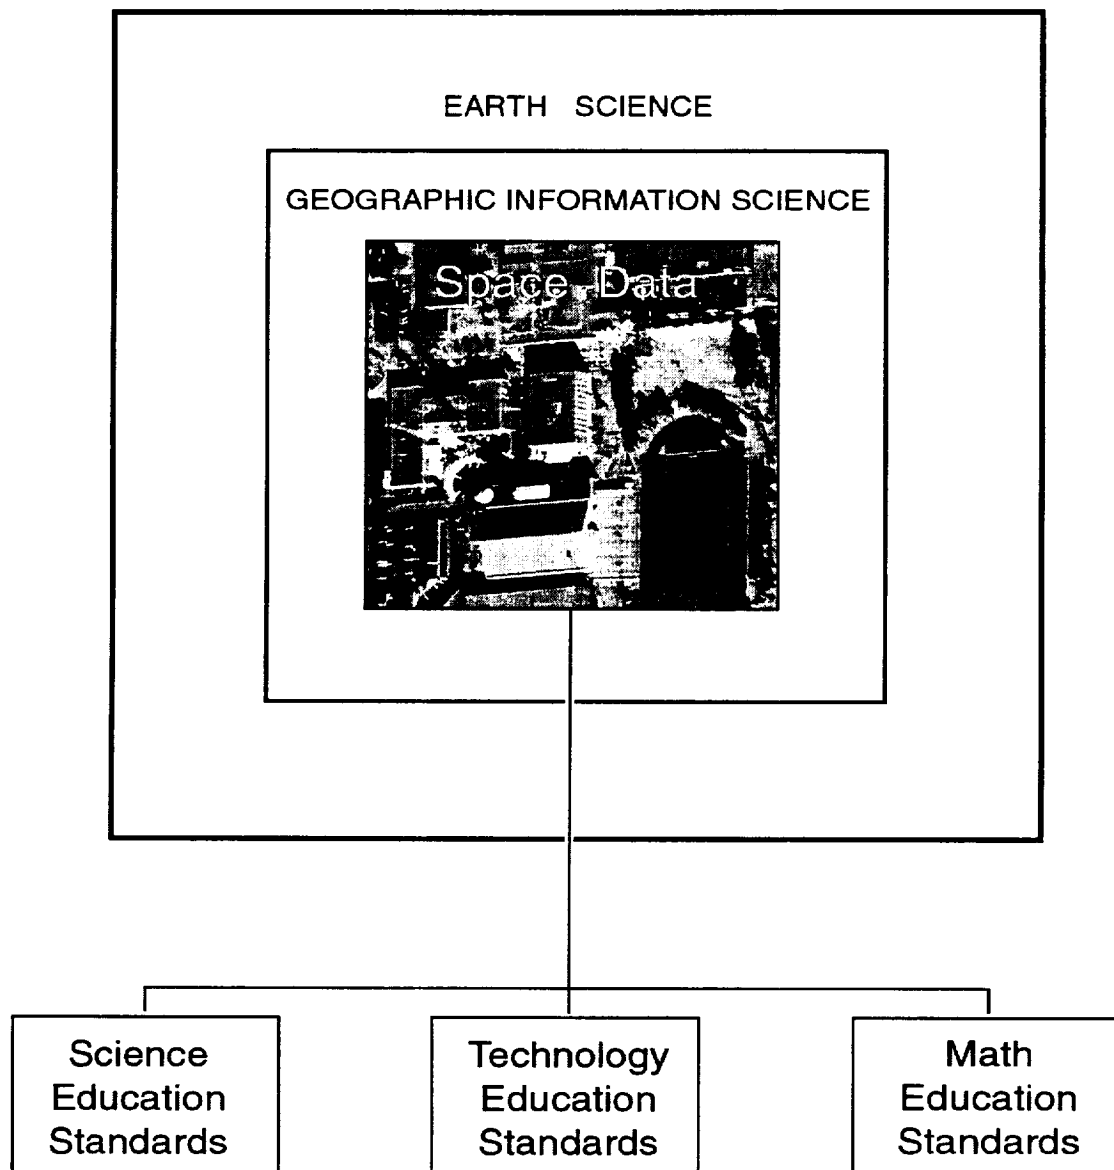 EARTH SCIENCE
GEOGRAPHIC INFORMATION SCIENCE
Space Data
Science
Education
Standards
Technology
Education
Standards
Math
Education
Standards